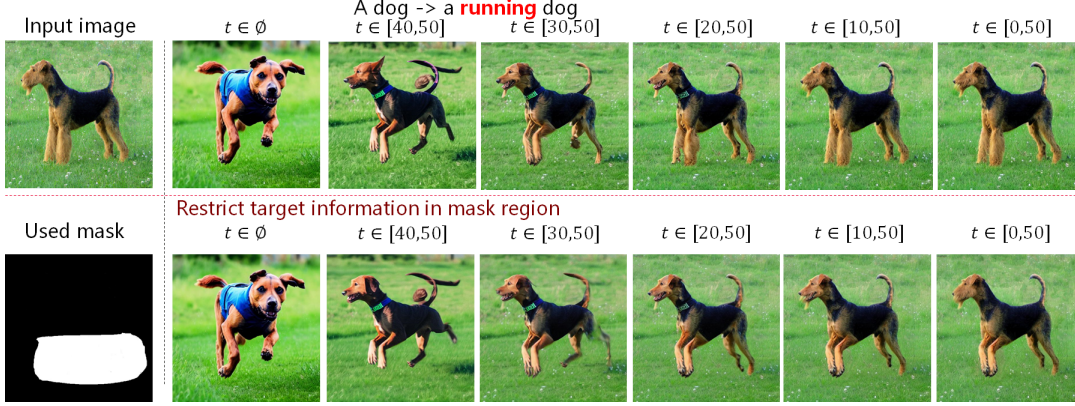 A dog -> a running dog
Input image
t ∈ ∅
t ∈ [40,50]
t ∈ [30,50]
t ∈ [20,50]
t ∈ [10,50]
t ∈ [0,50]
Restrict target information in mask region
Used mask
t ∈ ∅
t ∈ [40,50]
t ∈ [30,50]
t ∈ [20,50]
t ∈ [10,50]
t ∈ [0,50]